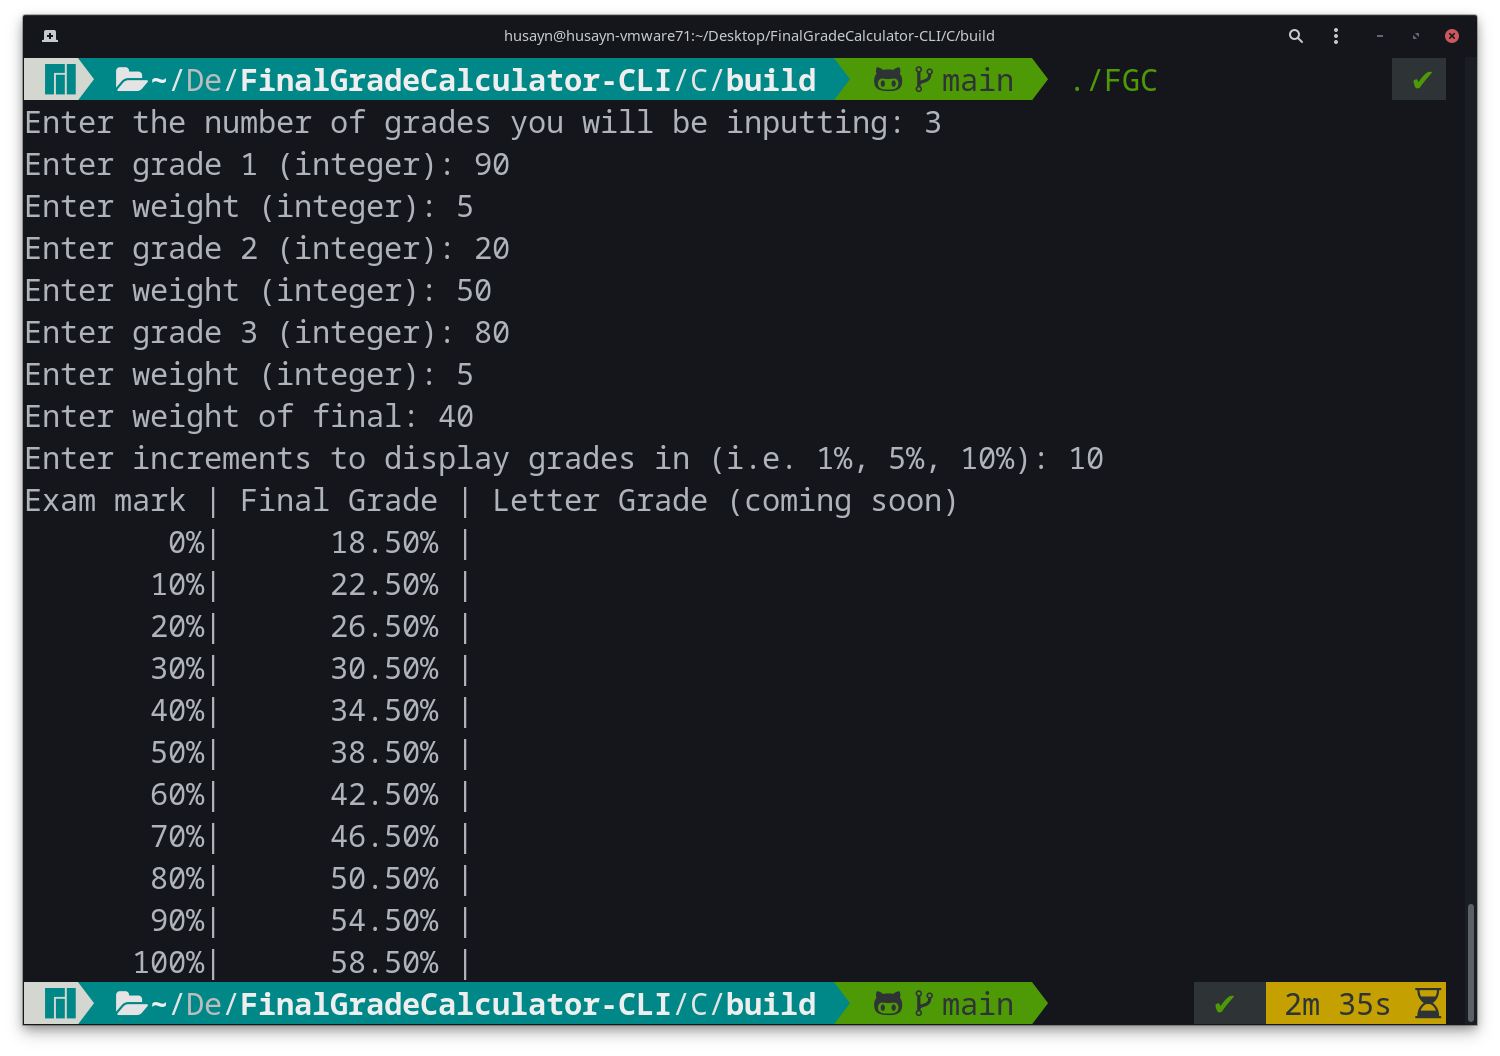 husayn@husayn-vmware71:~/Desktop/FinalGradeCalculator-CLI/C/build
~/De/FinalGradeCalculator-CLI/C/build main ./FGC ✔
Enter the number of grades you will be inputting: 3
Enter grade 1 (integer): 90
Enter weight (integer): 5
Enter grade 2 (integer): 20
Enter weight (integer): 50
Enter grade 3 (integer): 80
Enter weight (integer): 5
Enter weight of final: 40
Enter increments to display grades in (i.e. 1%, 5%, 10%): 10
Exam mark | Final Grade | Letter Grade (coming soon)
0%| 18.50% |
10%| 22.50% |
20%| 26.50% |
30%| 30.50% |
40%| 34.50% |
50%| 38.50% |
60%| 42.50% |
70%| 46.50% |
80%| 50.50% |
90%| 54.50% |
100%| 58.50% |
~/De/FinalGradeCalculator-CLI/C/build main ✔ 2m 35s